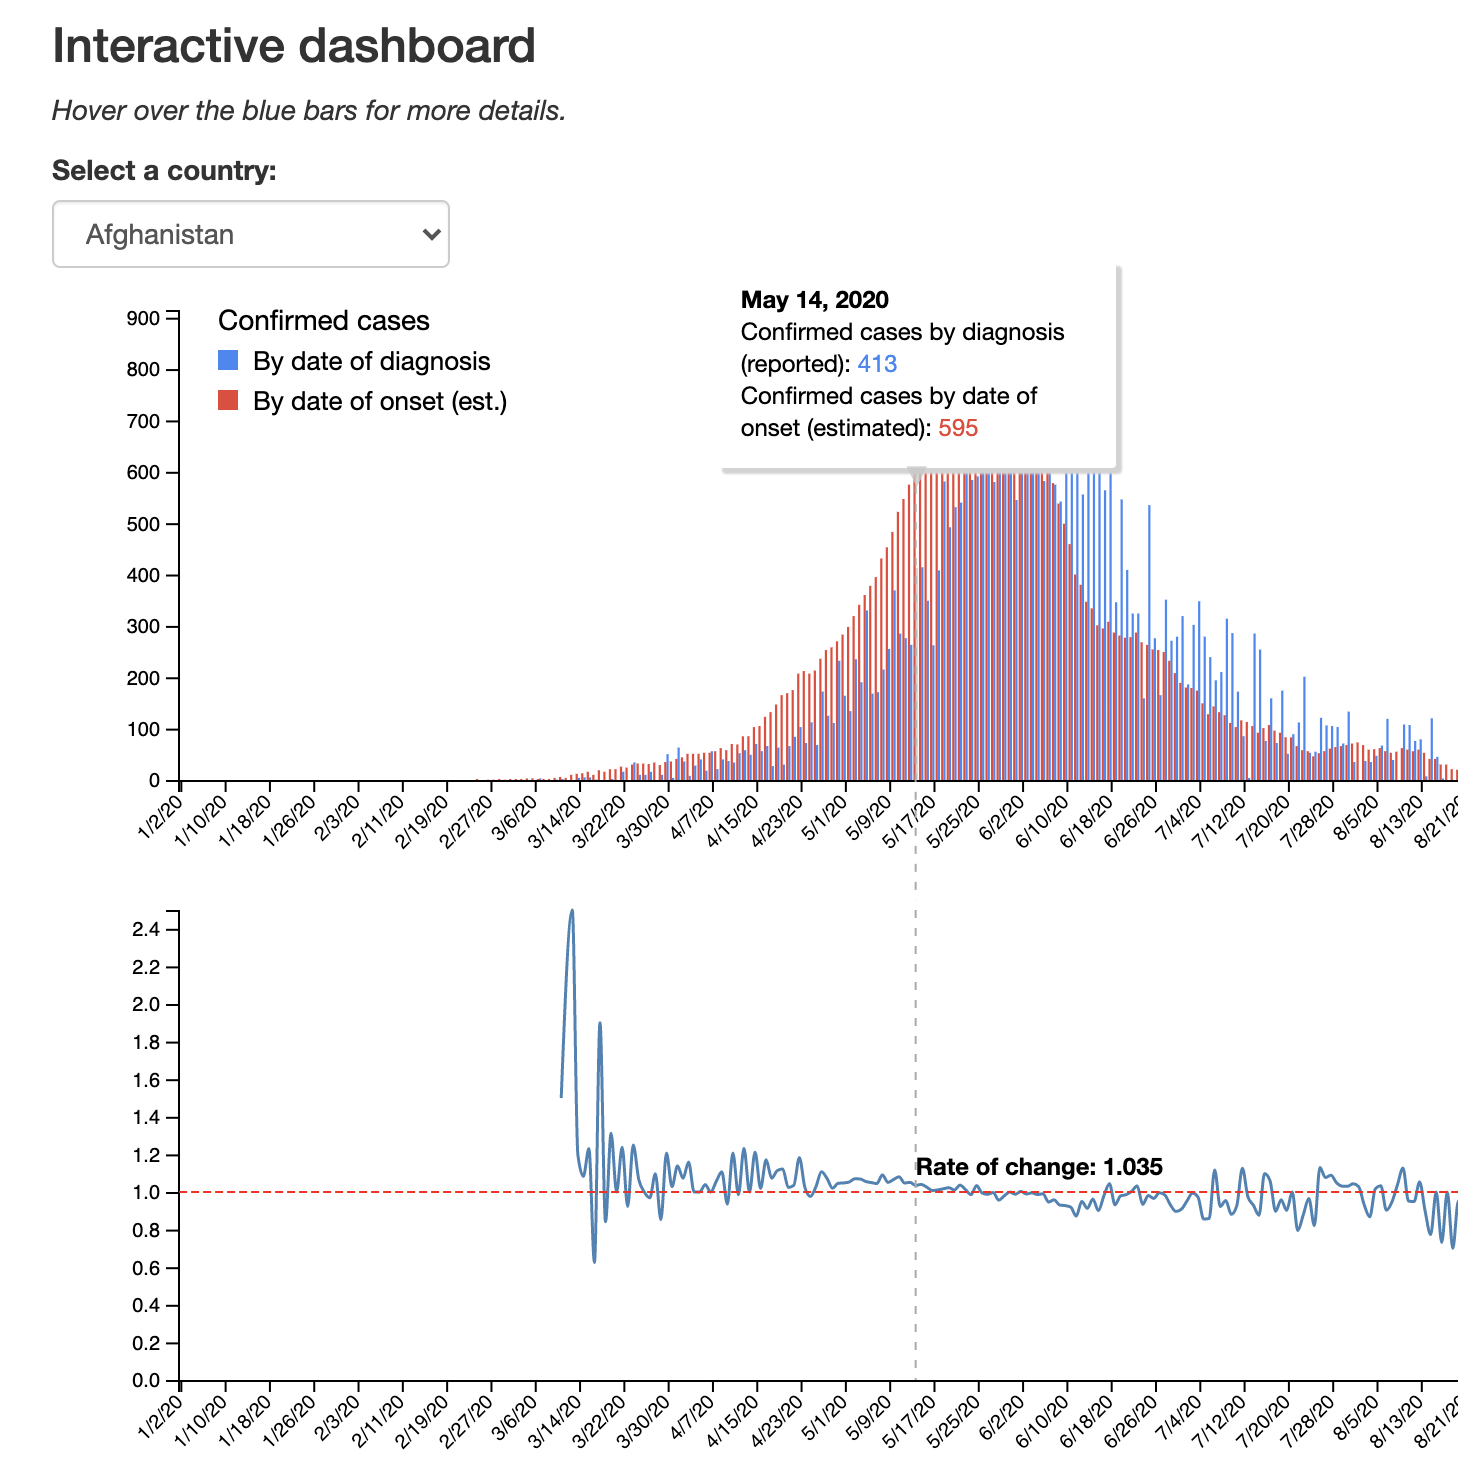 Interactive dashboard
Hover over the blue bars for more details.
Select a country:
Afghanistan
May 14, 2020
Confirmed cases by diagnosis
(reported): 413
Confirmed cases by date of
onset (estimated): 595
Confirmed cases
By date of diagnosis
By date of onset (est.)
900
800
700
600
500
400
300
200
100
0
1/2/20 1/10/20 1/18/20 1/26/20 2/3/20 2/11/20 2/19/20 2/27/20 3/6/20 3/14/20 3/22/20 3/30/20 4/7/20 4/15/20 4/23/20 5/1/20 5/9/20 5/17/20 5/25/20 6/2/20 6/10/20 6/18/20 6/26/20 7/4/20 7/12/20 7/20/20 7/28/20 8/5/20 8/13/20
2.4
2.2
2.0
1.8
1.6
1.4
1.2
Rate of change: 1.035
1.0
0.8
0.6
0.4
0.2
0.0
1/2/20 1/10/20 1/18/20 1/26/20 2/3/20 2/11/20 2/19/20 2/27/20 3/6/20 3/14/20 3/22/20 3/30/20 4/7/20 4/15/20 4/23/20 5/1/20 5/9/20 5/17/20 5/25/20 6/2/20 6/10/20 6/18/20 6/26/20 7/4/20 7/12/20 7/20/20 7/28/20 8/5/20 8/13/20